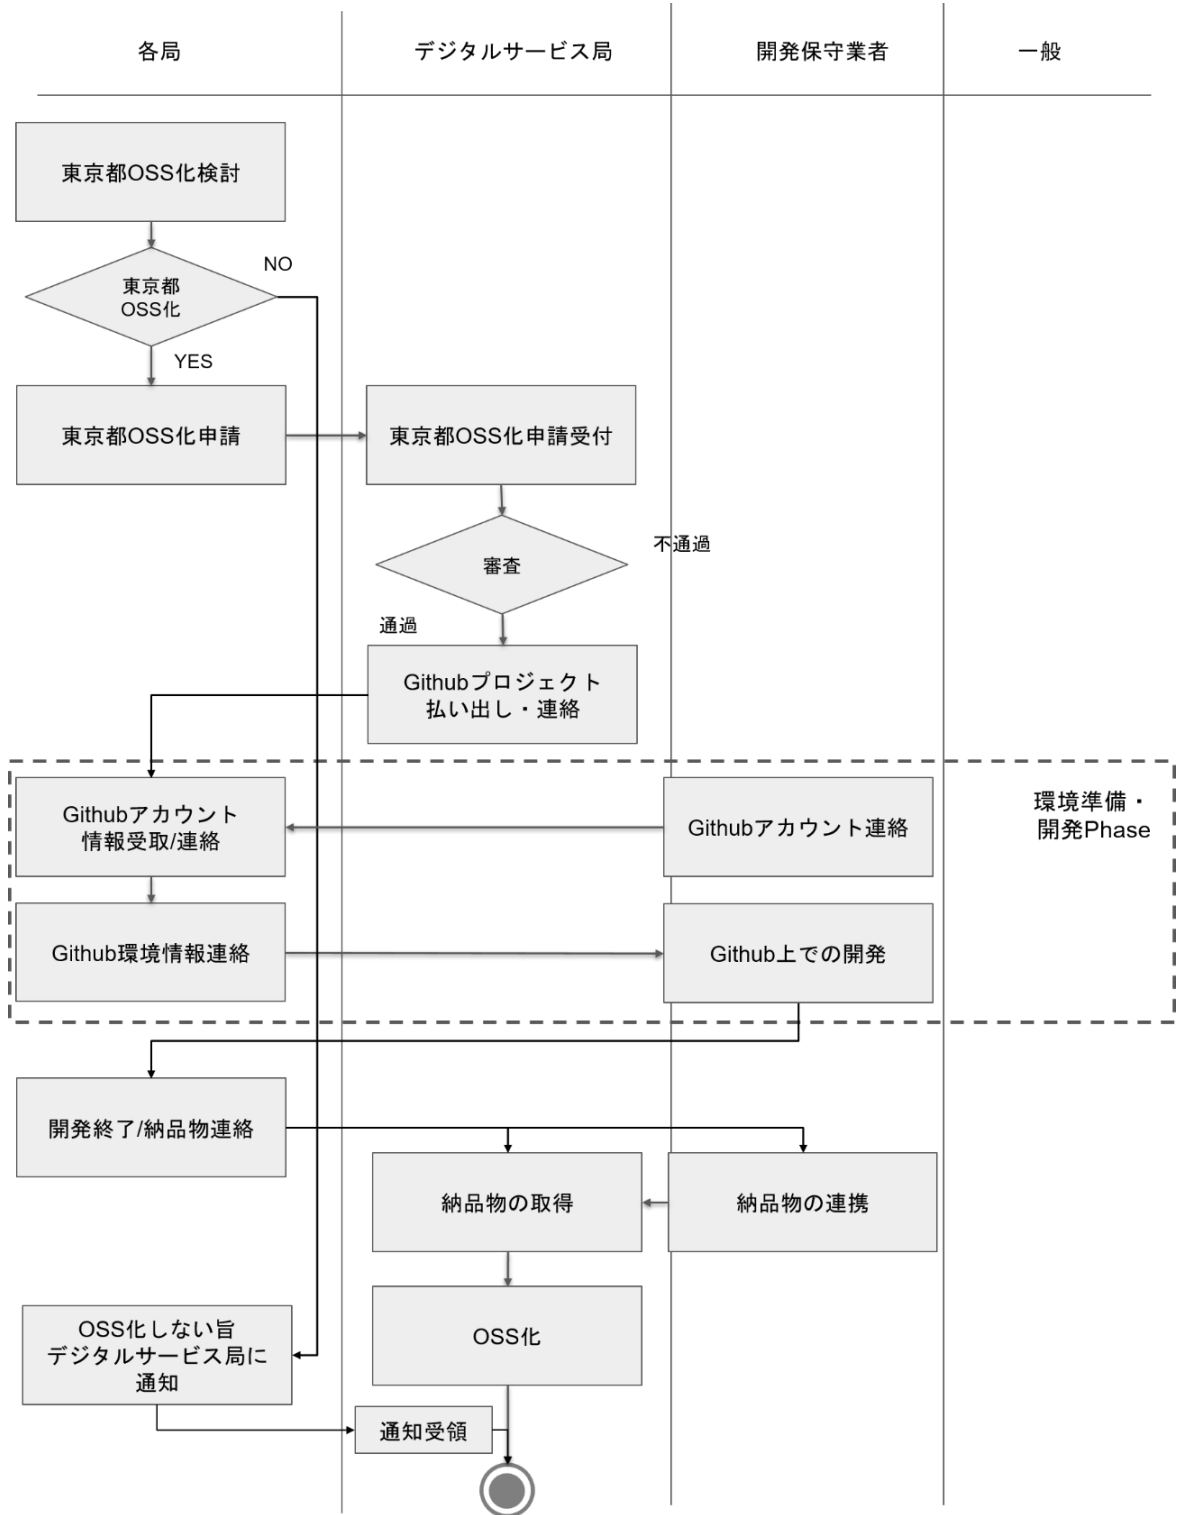 各局
デジタルサービス局
開発保守業者
一般
東京都OSS化検討
NO
東京都
OSS化
YES
東京都OSS化申請
東京都OSS化申請受付
不通過
審査
通過
Githubプロジェクト
払い出し・連絡
環境準備・
開発Phase
Githubアカウント
情報受取/連絡
Githubアカウント連絡
Github環境情報連絡
Github上での開発
開発終了/納品物連絡
納品物の取得
納品物の連携
OSS化しない旨
デジタルサービス局に
通知
OSS化
通知受領